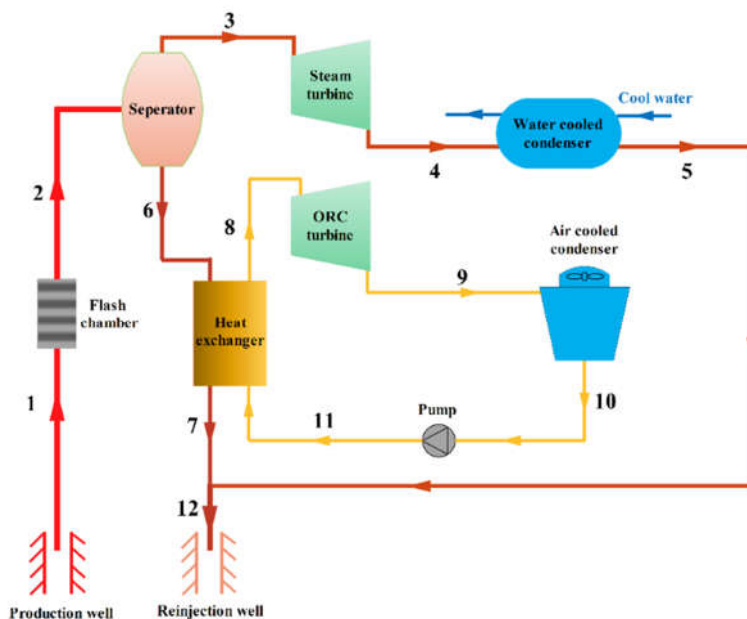 3
Seperator
Steam
turbine
Cool water
Water cooled
condenser
4
5
2
6
8
ORC
turbine
Air cooled
condenser
9
Flash
chamber
Heat
exchanger
10
1
7
11
Pump
12
Production well
Reinjection well